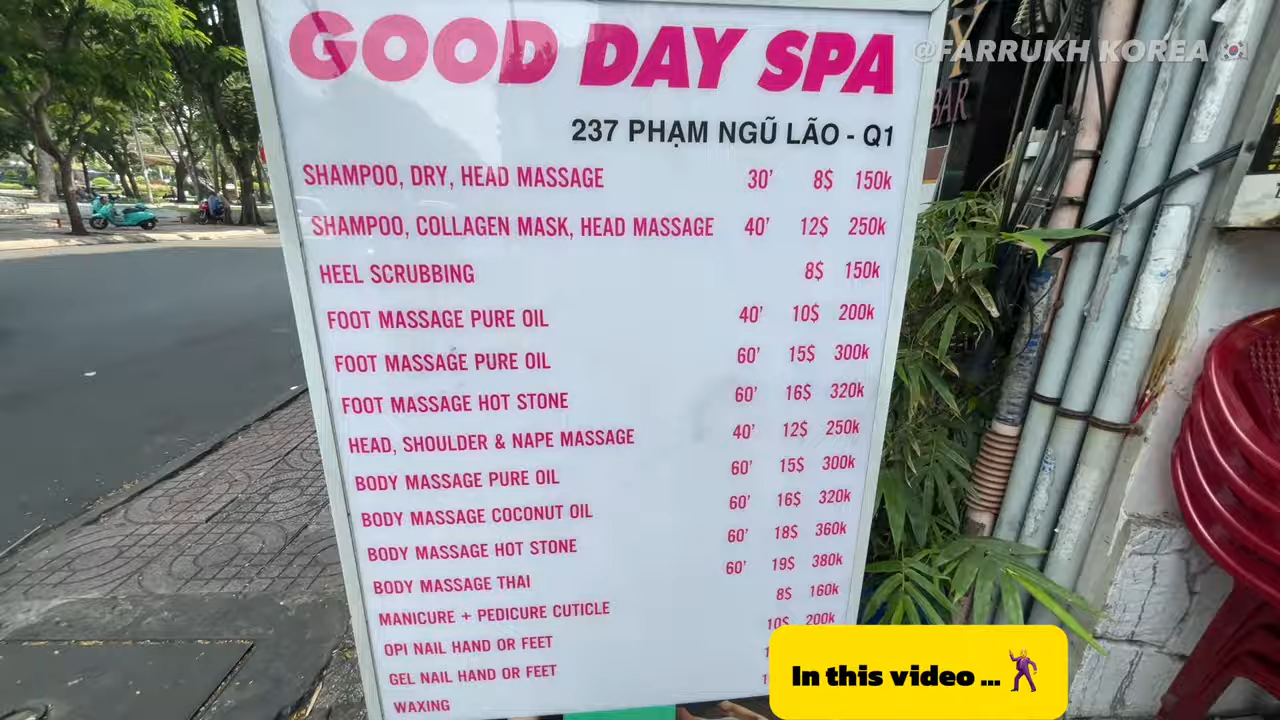 GOOD DAY SPA
@FARRUKH KOREA
BAR
237 PHẠM NGŨ LÃO - Q1
SHAMPOO, DRY, HEAD MASSAGE 30' 8$ 150k
SHAMPOO, COLLAGEN MASK, HEAD MASSAGE 40' 12$ 250k
HEEL SCRUBBING 8$ 150k
FOOT MASSAGE PURE OIL 40' 10$ 200k
FOOT MASSAGE PURE OIL 60' 15$ 300k
FOOT MASSAGE HOT STONE 60' 16$ 320k
HEAD, SHOULDER & NAPE MASSAGE 40' 12$ 250k
BODY MASSAGE PURE OIL 60' 15$ 300k
BODY MASSAGE COCONUT OIL 60' 16$ 320k
BODY MASSAGE HOT STONE 60' 18$ 360k
BODY MASSAGE THAI 60' 19$ 380k
MANICURE + PEDICURE CUTICLE 8$ 160k
OPI NAIL HAND OR FEET 10$ 200k
GEL NAIL HAND OR FEET
WAXING
In this video ...